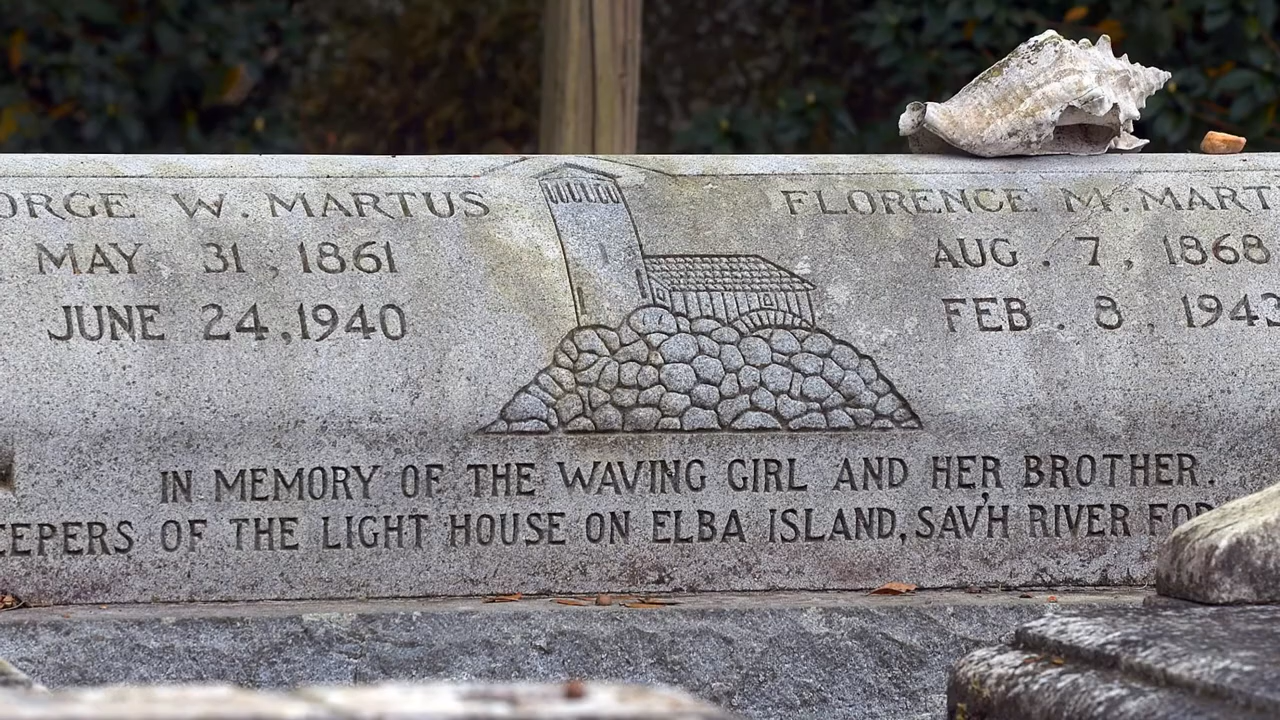 ORGE W. MARTUS
MAY 31, 1861
JUNE 24, 1940
FLORENCE M. MART
AUG. 7, 1868
FEB. 8, 1943
IN MEMORY OF THE WAVING GIRL AND HER BROTHER.
EEPERS OF THE LIGHT HOUSE ON ELBA ISLAND, SAV'H RIVER FO